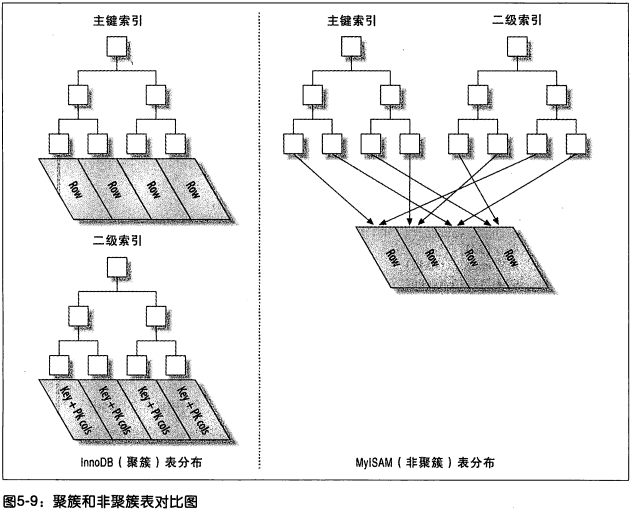 主键索引
Row
Row
Row
Row
二级索引
Key + PK cols
Key + PK cols
Key + PK cols
Key + PK cols
InnoDB（聚簇）表分布
主键索引
二级索引
Row
Row
Row
Row
MyISAM（非聚簇）表分布
图5-9：聚簇和非聚簇表对比图